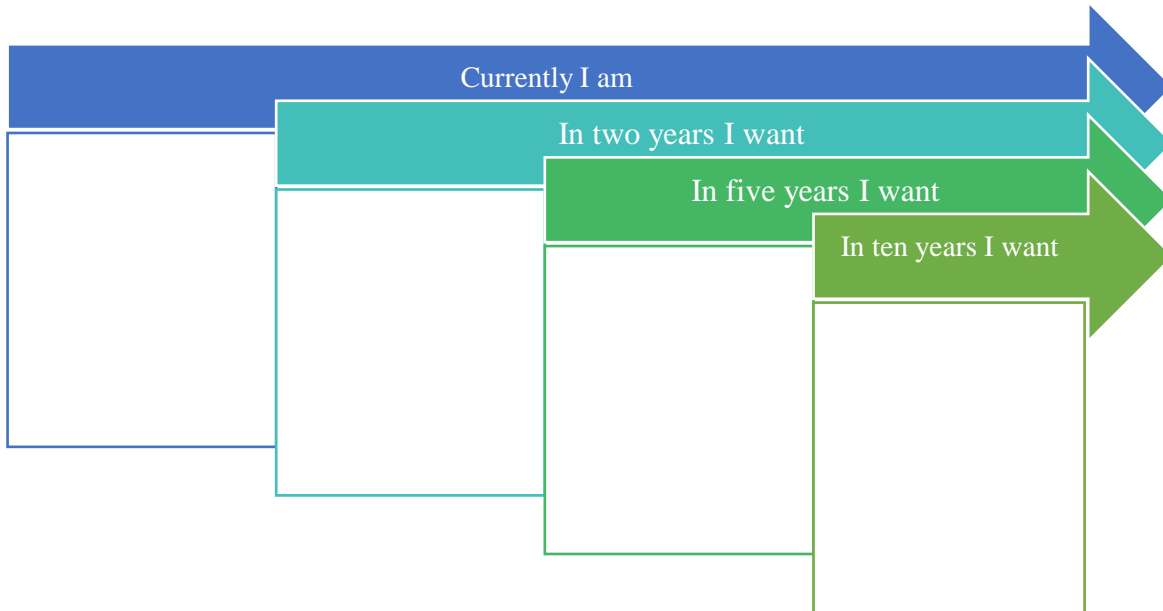 Currently I am
In two years I want
In five years I want
In ten years I want